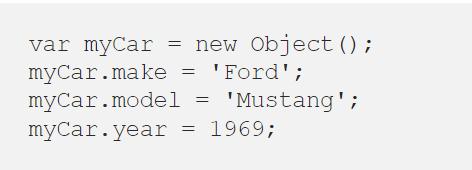 var myCar = new Object();
myCar.make = 'Ford';
myCar.model = 'Mustang';
myCar.year = 1969;